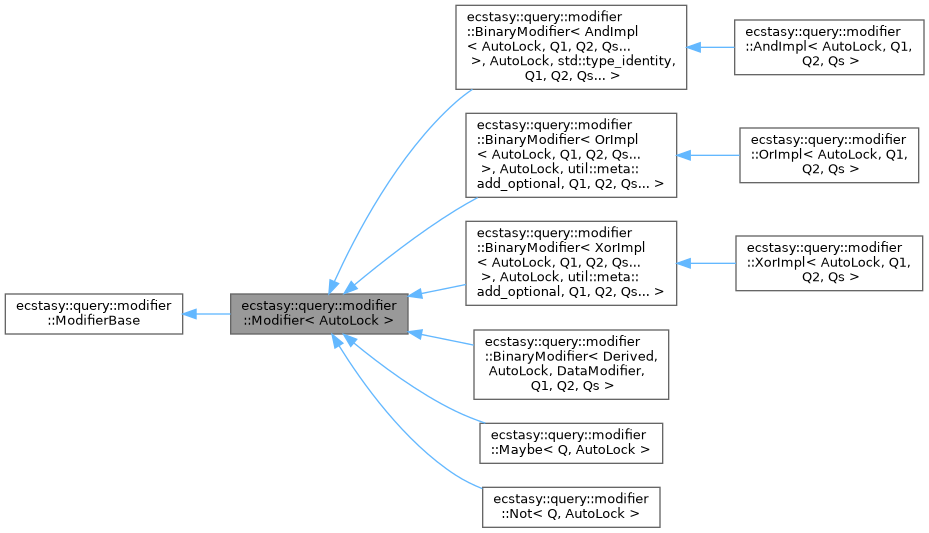 ecstasy::query::modifier
::BinaryModifier< AndImpl
< AutoLock, Q1, Q2, Qs...
>, AutoLock, std::type_identity,
Q1, Q2, Qs... >
ecstasy::query::modifier
::AndImpl< AutoLock, Q1,
Q2, Qs >
ecstasy::query::modifier
::BinaryModifier< OrImpl
< AutoLock, Q1, Q2, Qs...
>, AutoLock, util::meta::
add_optional, Q1, Q2, Qs... >
ecstasy::query::modifier
::OrImpl< AutoLock, Q1,
Q2, Qs >
ecstasy::query::modifier
::BinaryModifier< XorImpl
< AutoLock, Q1, Q2, Qs...
>, AutoLock, util::meta::
add_optional, Q1, Q2, Qs... >
ecstasy::query::modifier
::XorImpl< AutoLock, Q1,
Q2, Qs >
ecstasy::query::modifier
::ModifierBase
ecstasy::query::modifier
::Modifier< AutoLock >
ecstasy::query::modifier
::BinaryModifier< Derived,
AutoLock, DataModifier,
Q1, Q2, Qs >
ecstasy::query::modifier
::Maybe< Q, AutoLock >
ecstasy::query::modifier
::Not< Q, AutoLock >